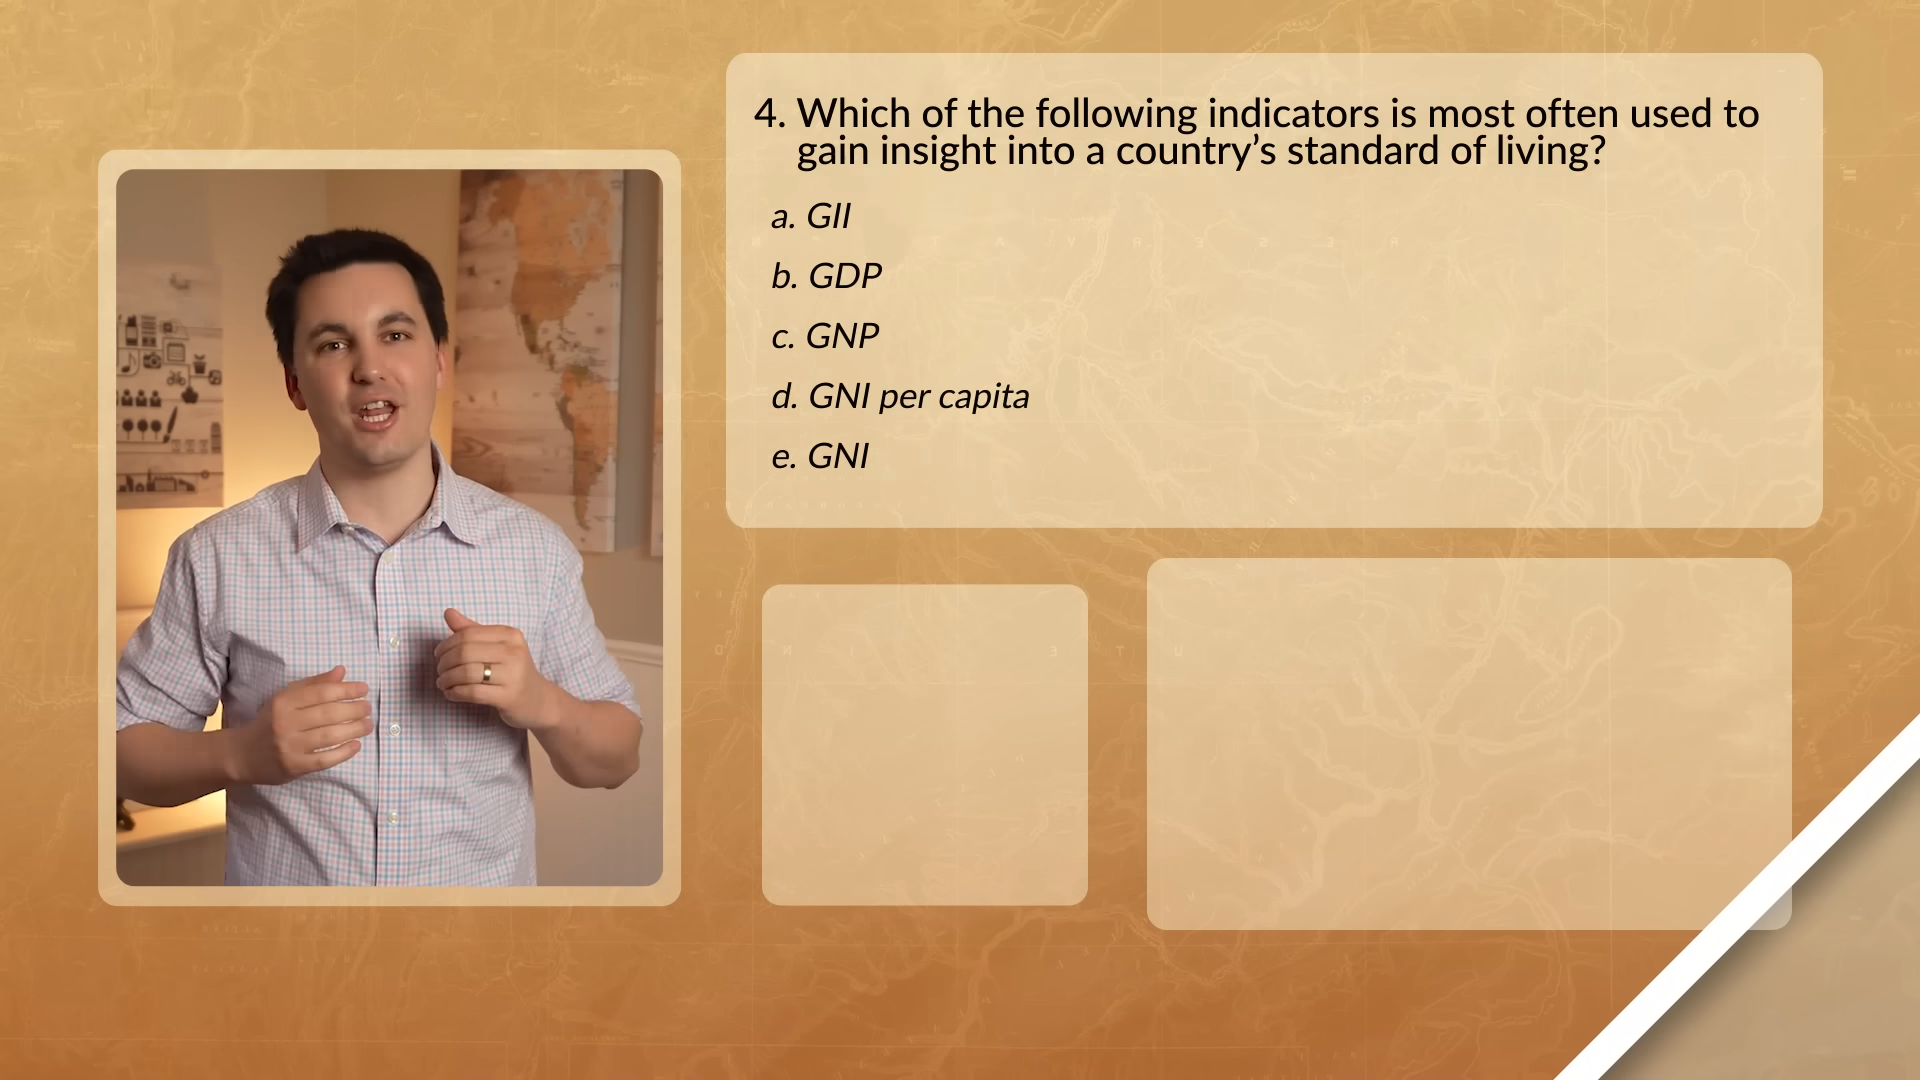 4. Which of the following indicators is most often used to
gain insight into a country’s standard of living?
a. GII
b. GDP
c. GNP
d. GNI per capita
e. GNI